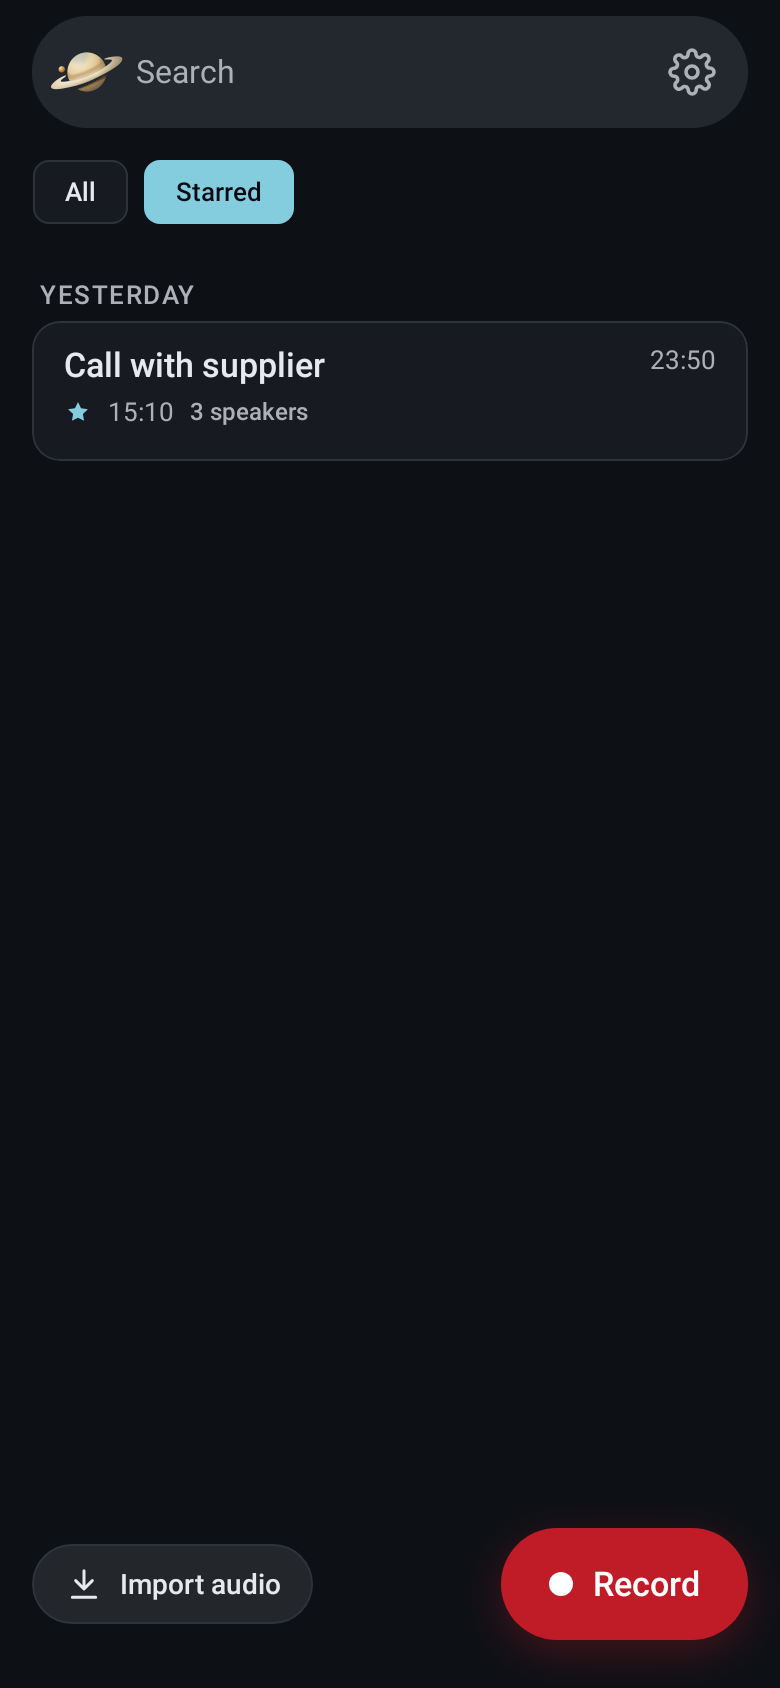 Search
All
Starred
YESTERDAY
Call with supplier
23:50
15:10 3 speakers
Import audio
Record